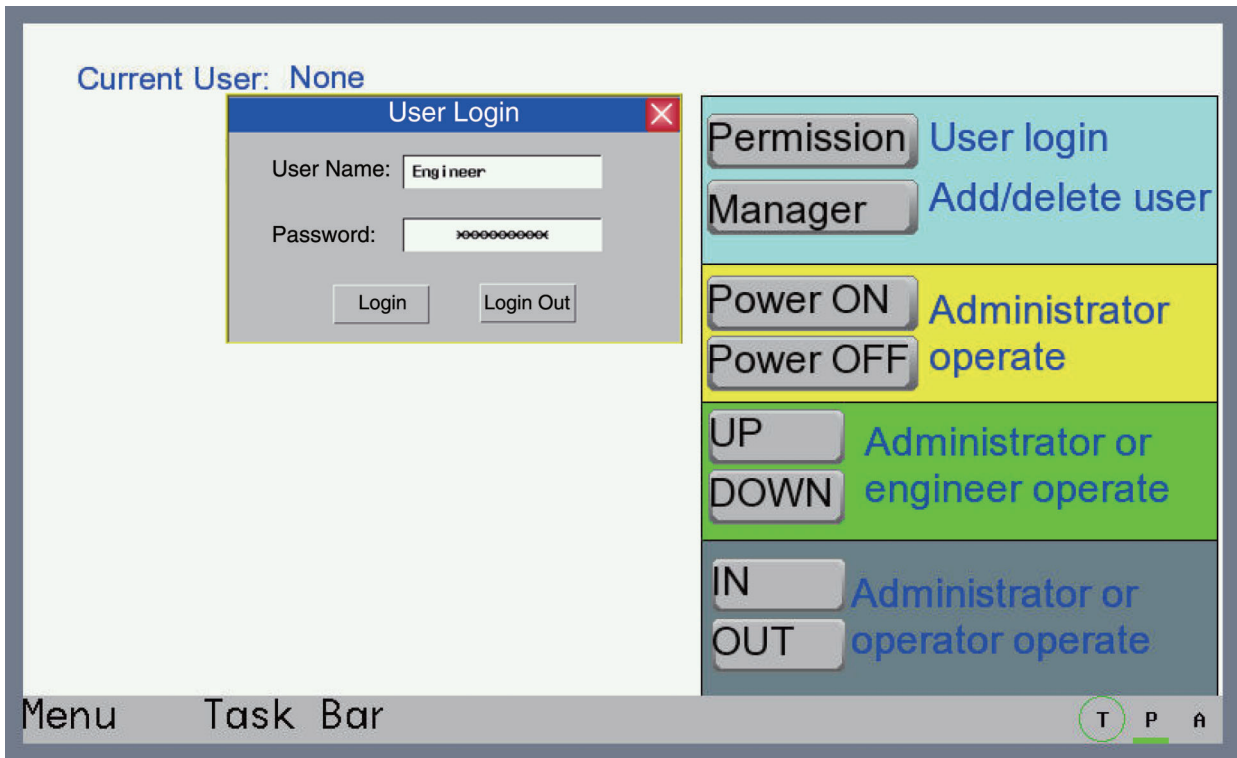 Current User: None
User Login
User Name: Engineer
Password: **********
Login Login Out
Permission User login
Manager Add/delete user
Power ON Administrator
Power OFF operate
UP Administrator or
DOWN engineer operate
IN Administrator or
OUT operator operate
Menu Task Bar T P A